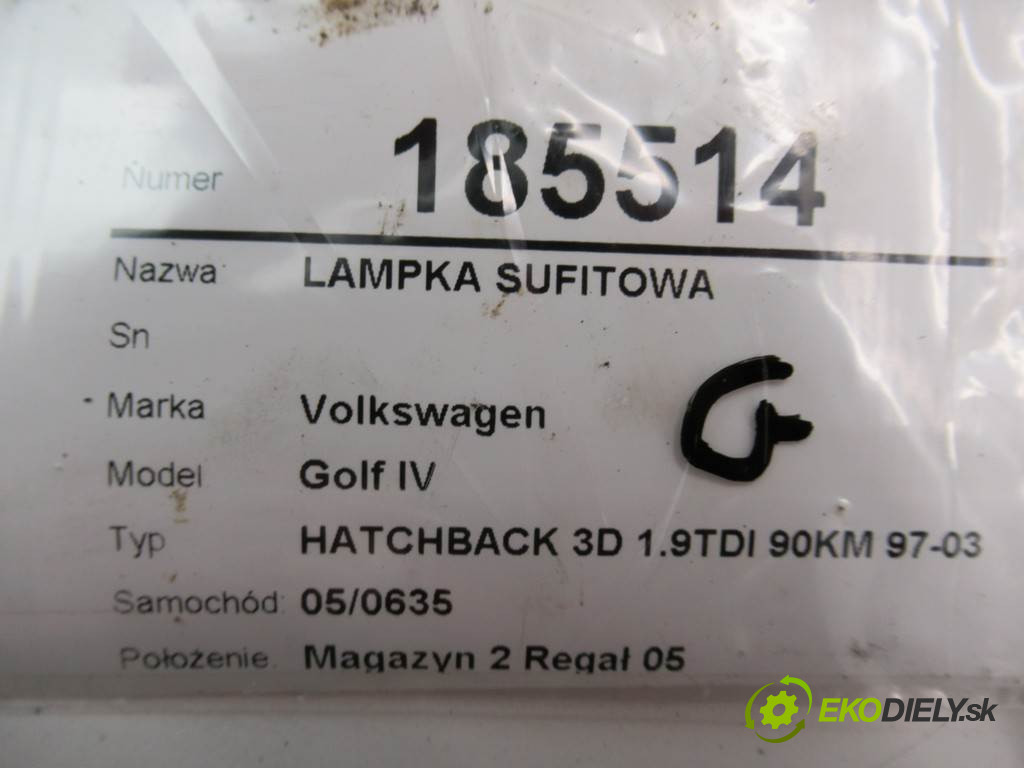 Numer 185514
Nazwa: LAMPKA SUFITOWA
Sn
Marka Volkswagen
G
Model Golf IV
Typ HATCHBACK 3D 1.9TDI 90KM 97-03
Samochód: 05/0635
Położenie: Magazyn 2 Regał 05
EKODIELY.sk